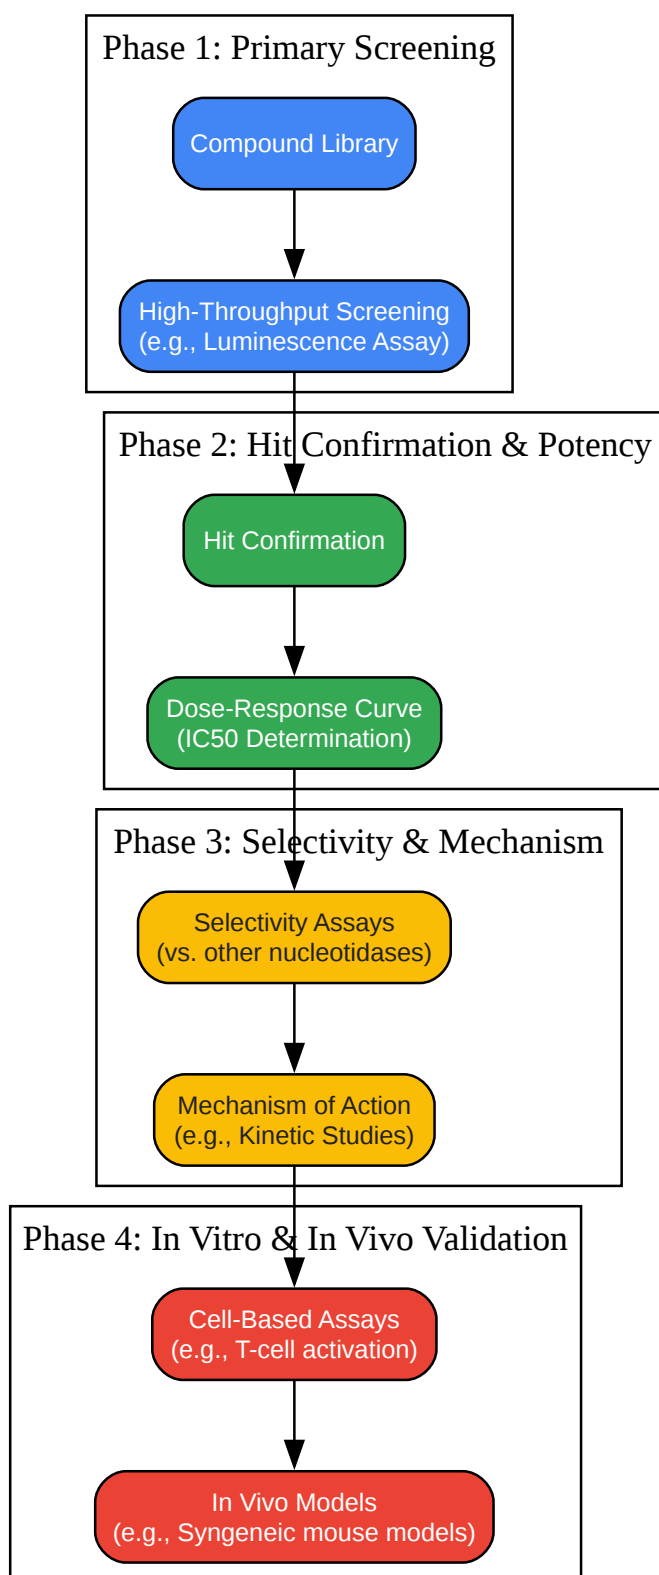 Phase 1: Primary Screening
Compound Library
High-Throughput Screening
(e.g., Luminescence Assay)
Phase 2: Hit Confirmation & Potency
Hit Confirmation
Dose-Response Curve
(IC50 Determination)
Phase 3: Selectivity & Mechanism
Selectivity Assays
(vs. other nucleotidases)
Mechanism of Action
(e.g., Kinetic Studies)
Phase 4: In Vitro & In Vivo Validation
Cell-Based Assays
(e.g., T-cell activation)
In Vivo Models
(e.g., Syngeneic mouse models)